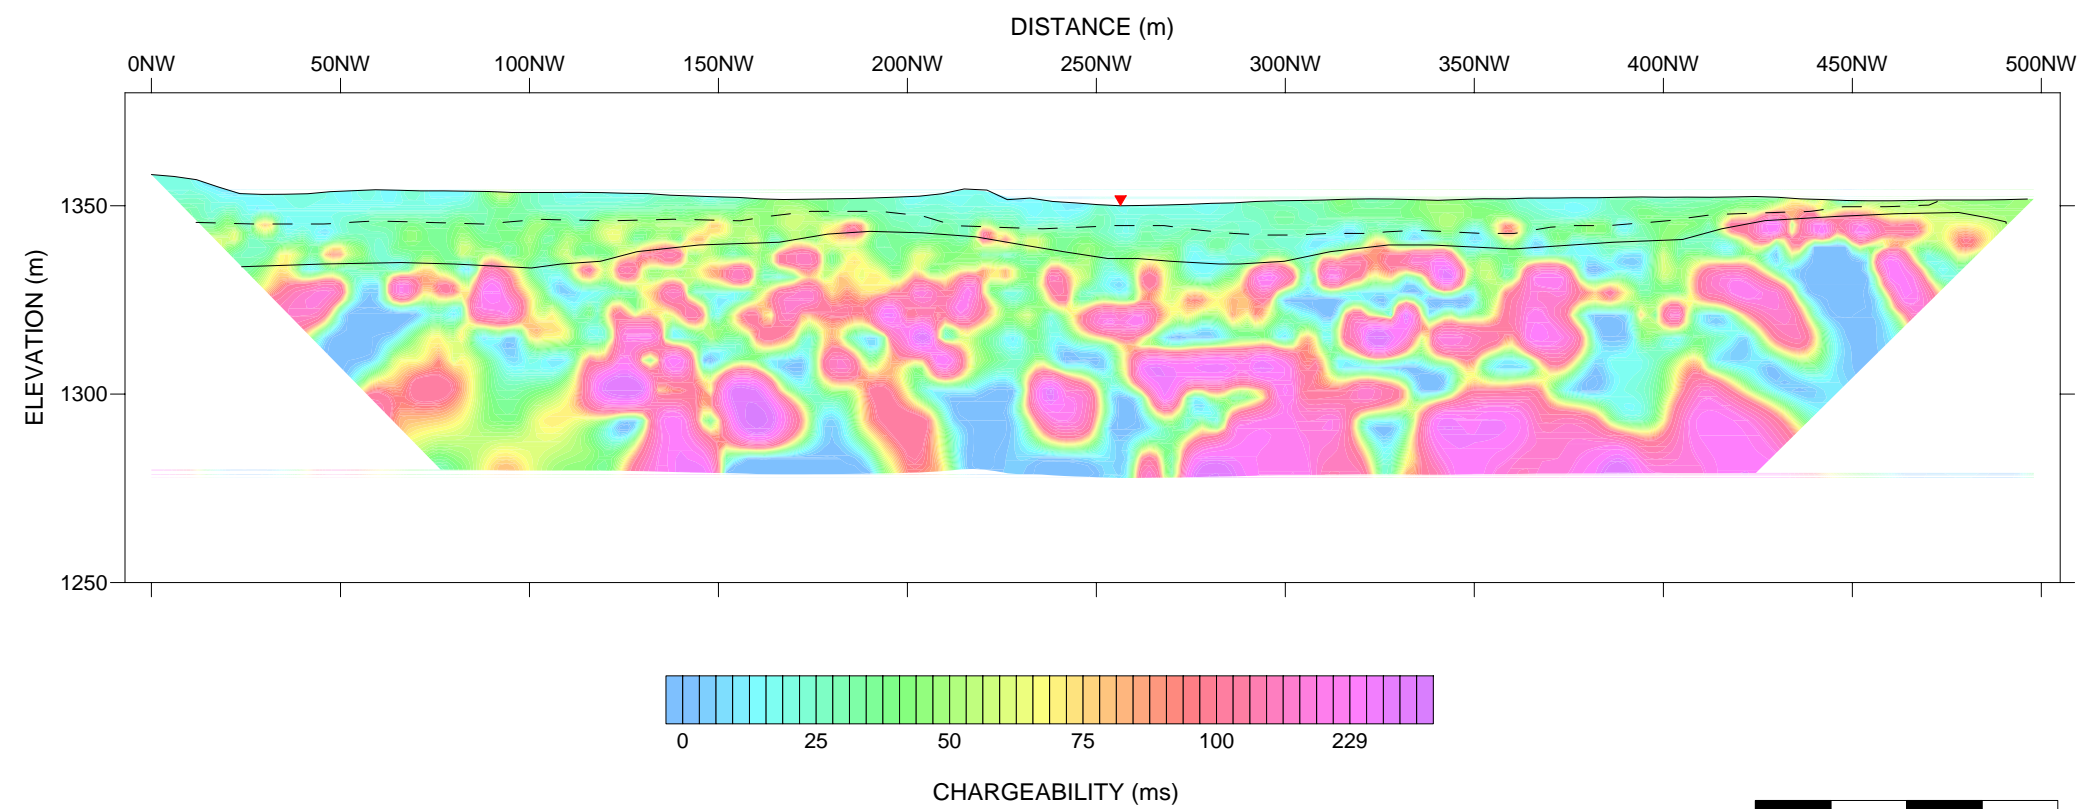 DISTANCE (m)
0NW 50NW 100NW 150NW 200NW 250NW 300NW 350NW 400NW 450NW 500NW
ELEVATION (m)
1350
1300
1250
0 25 50 75 100 229
CHARGEABILITY (ms)